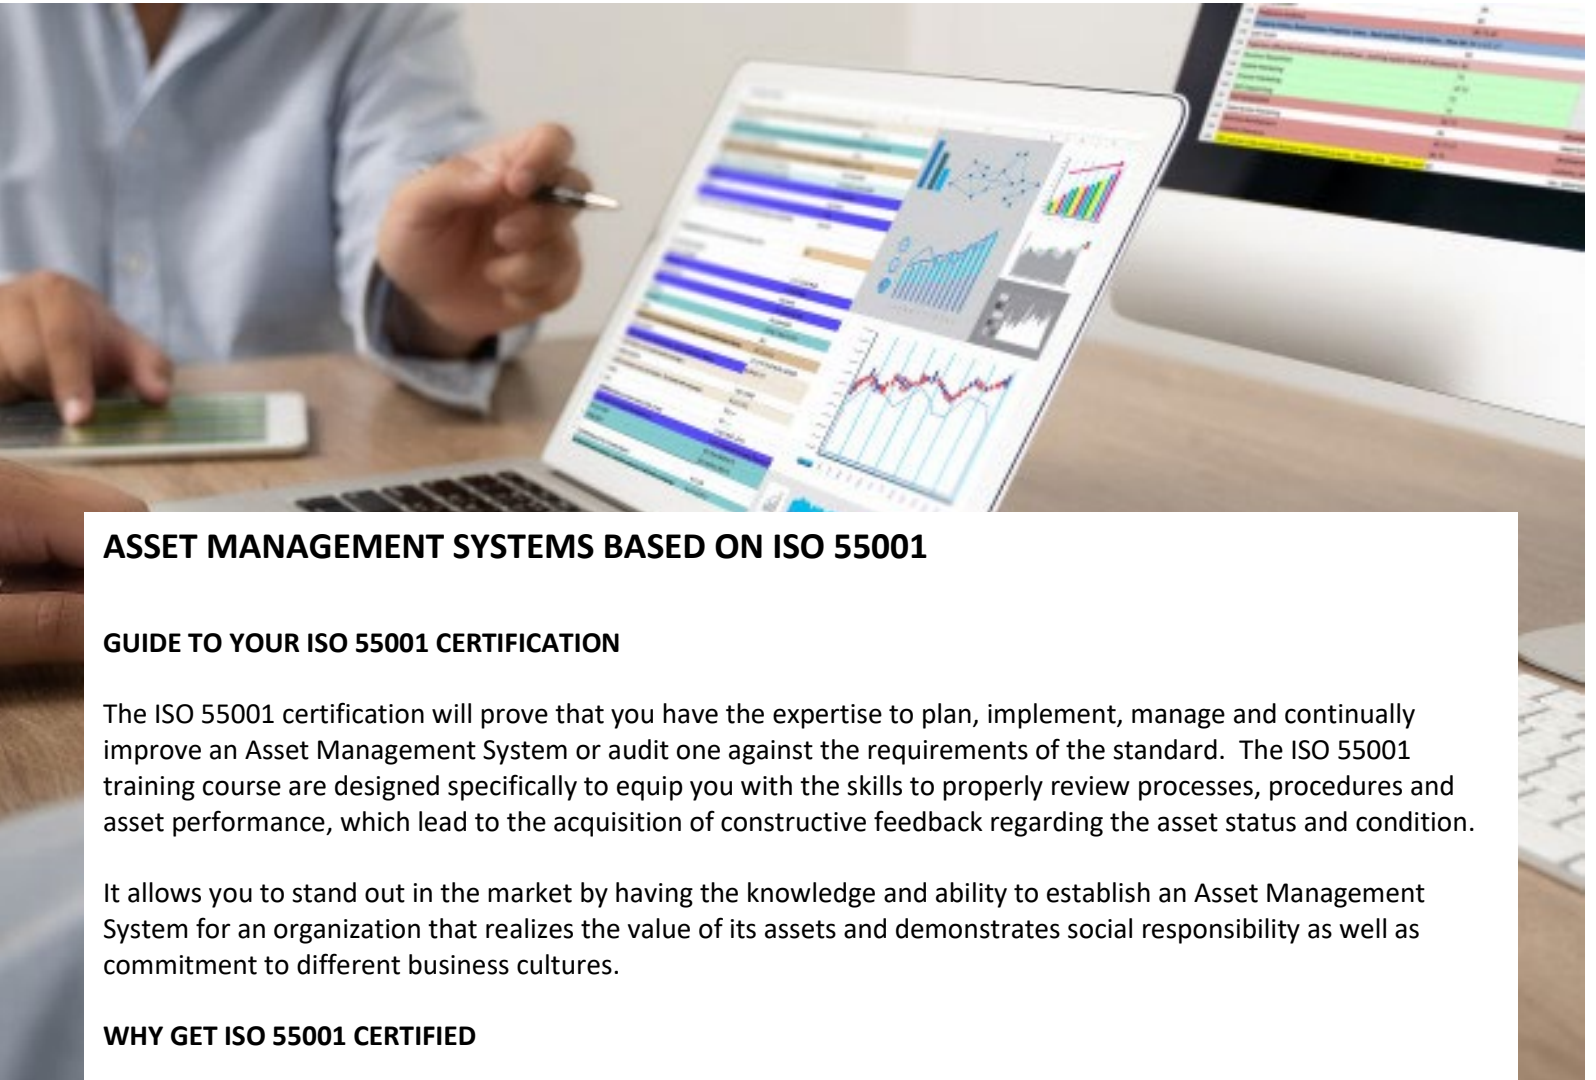 ASSET MANAGEMENT SYSTEMS BASED ON ISO 55001
GUIDE TO YOUR ISO 55001 CERTIFICATION
The ISO 55001 certification will prove that you have the expertise to plan, implement, manage and continually
improve an Asset Management System or audit one against the requirements of the standard.  The ISO 55001
training course are designed specifically to equip you with the skills to properly review processes, procedures and
asset performance, which lead to the acquisition of constructive feedback regarding the asset status and condition.
It allows you to stand out in the market by having the knowledge and ability to establish an Asset Management
System for an organization that realizes the value of its assets and demonstrates social responsibility as well as
commitment to different business cultures.
WHY GET ISO 55001 CERTIFIED